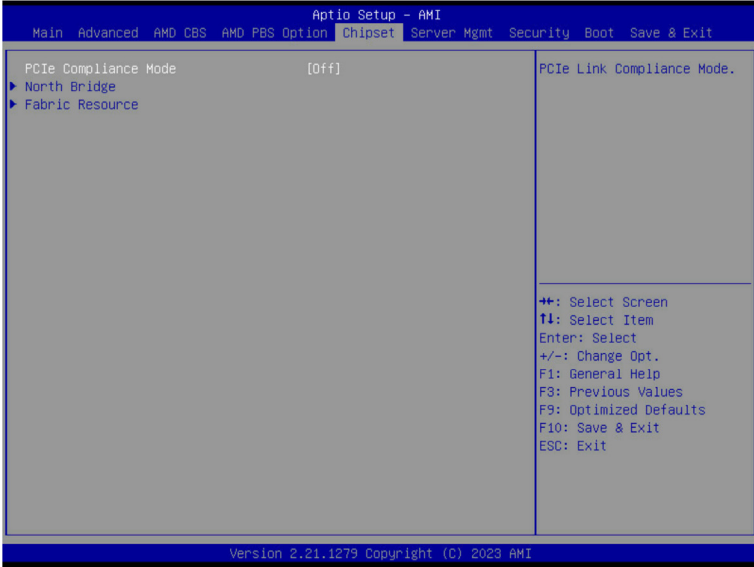 Aptio Setup - AMI
Main Advanced AMD CBS AMD PBS Option Chipset Server Mgmt Security Boot Save & Exit
PCIe Compliance Mode [Off]
North Bridge
Fabric Resource
PCIe Link Compliance Mode.
→←: Select Screen
↑↓: Select Item
Enter: Select
+/-: Change Opt.
F1: General Help
F3: Previous Values
F9: Optimized Defaults
F10: Save & Exit
ESC: Exit
Version 2.21.1279 Copyright (C) 2023 AMI